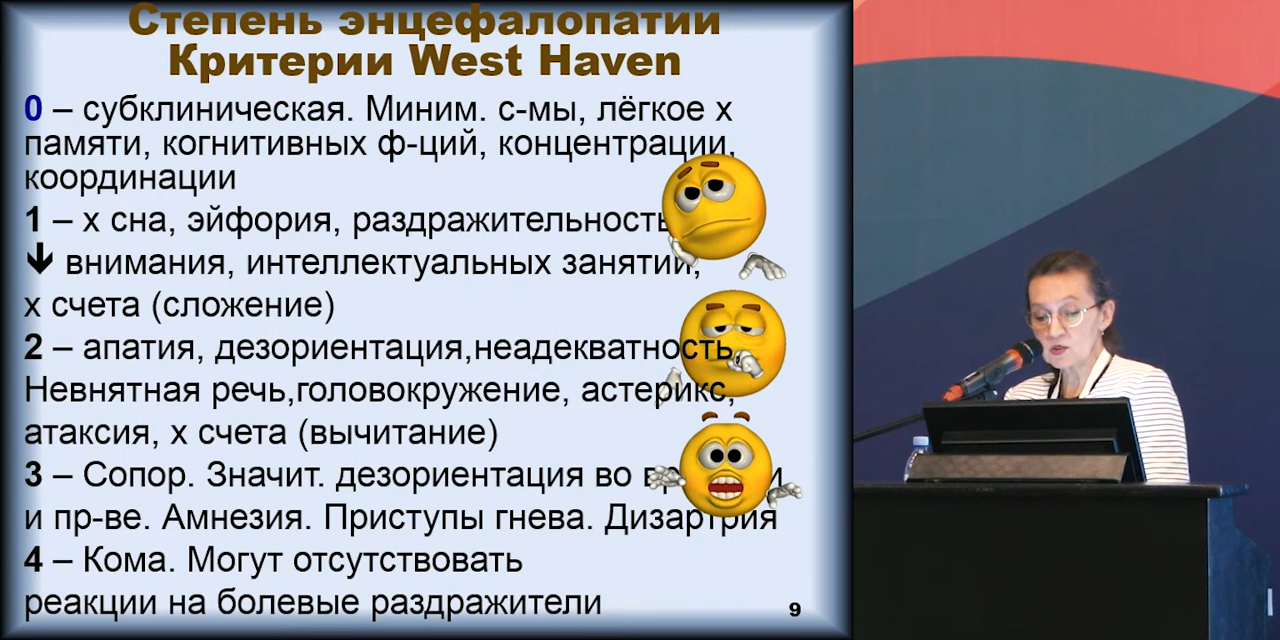 Степень энцефалопатии
Критерии West Haven
0 – субклиническая. Миним. с-мы, лёгкое х
памяти, когнитивных ф-ций, концентрации,
координации
1 – х сна, эйфория, раздражительность
🡻 внимания, интеллектуальных занятий,
х счета (сложение)
2 – апатия, дезориентация,неадекватность,
Невнятная речь,головокружение, астерикс,
атаксия, х счета (вычитание)
3 – Сопор. Значит. дезориентация во
и пр-ве. Амнезия. Приступы гнева. Дизартрия
4 – Кома. Могут отсутствовать
реакции на болевые раздражители
9